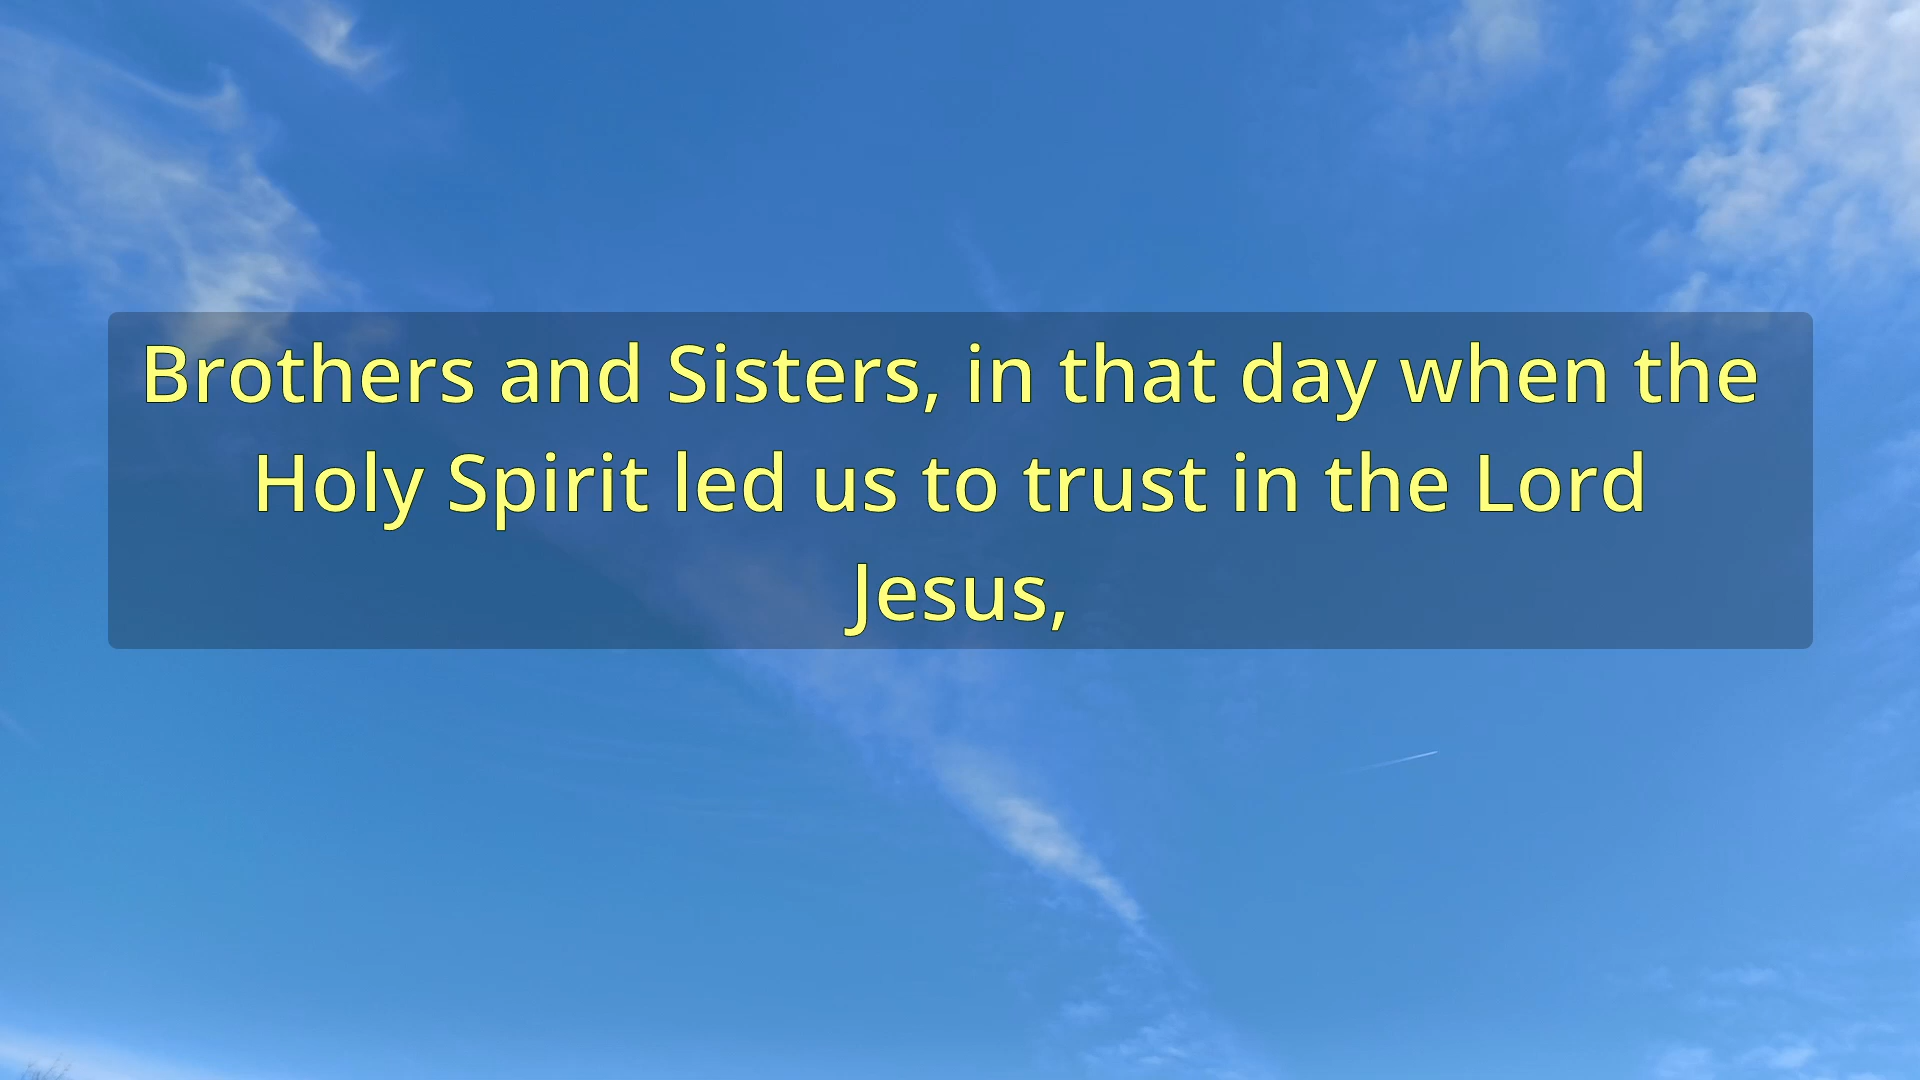 Brothers and Sisters, in that day when the
Holy Spirit led us to trust in the Lord
Jesus,